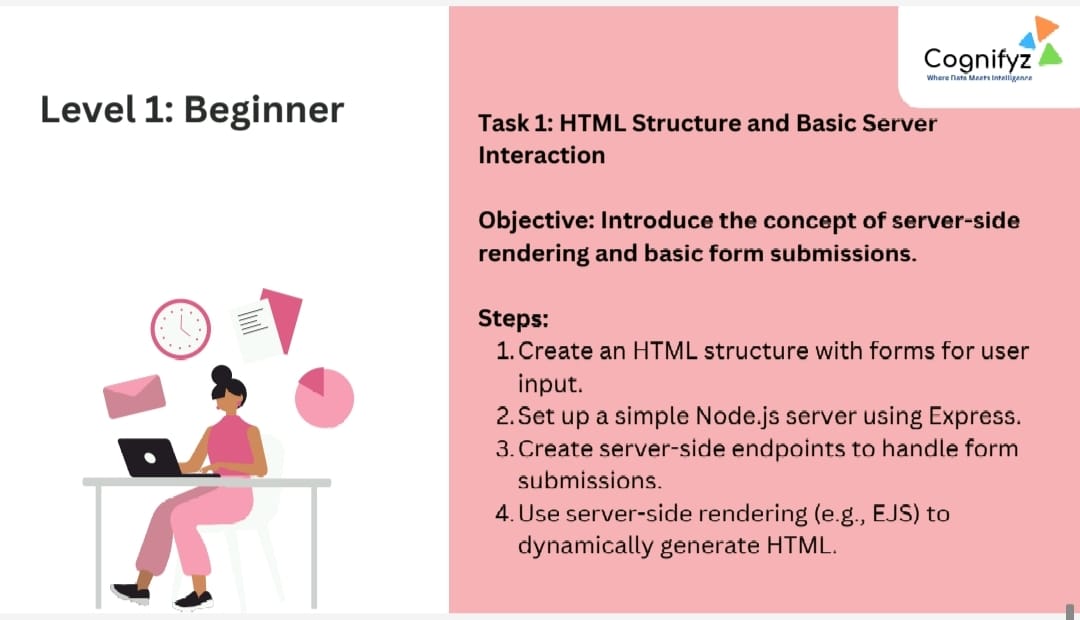 Level 1: Beginner
Cognifyz
Where Data Meets Intelligence
Task 1: HTML Structure and Basic Server
Interaction
Objective: Introduce the concept of server-side
rendering and basic form submissions.
Steps:
1. Create an HTML structure with forms for user
input.
2. Set up a simple Node.js server using Express.
3. Create server-side endpoints to handle form
submissions.
4. Use server-side rendering (e.g., EJS) to
dynamically generate HTML.